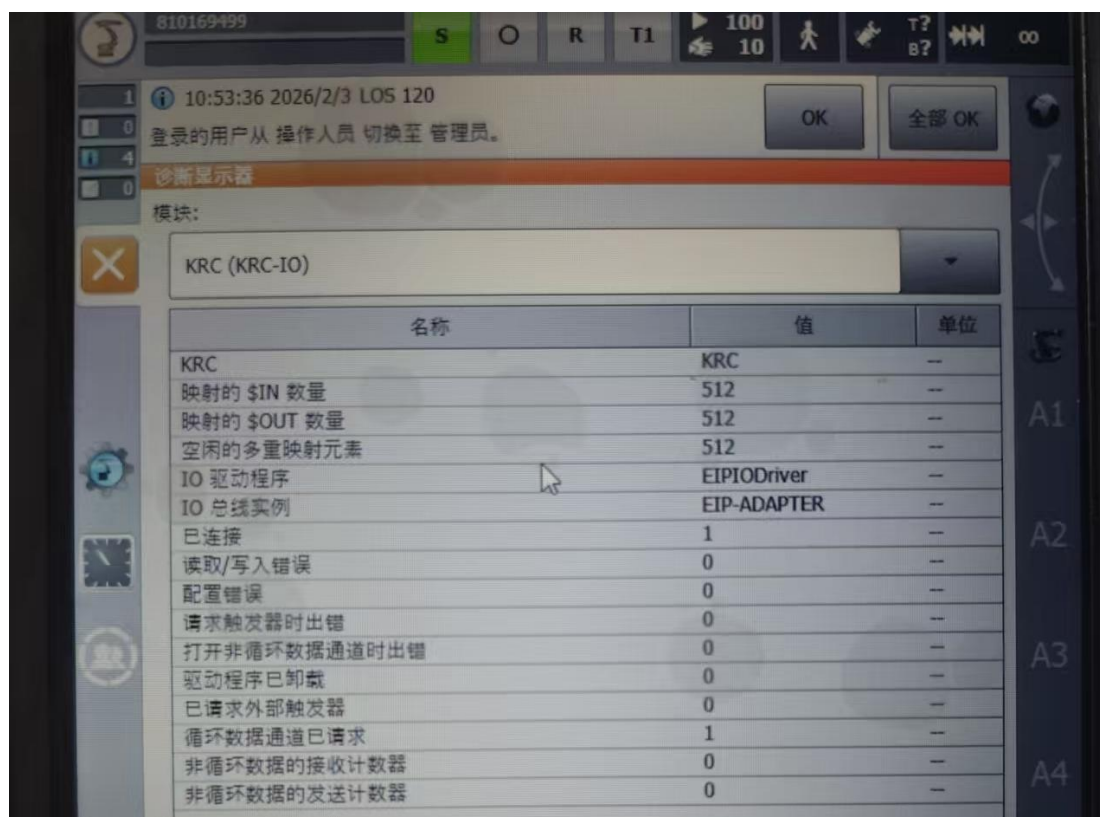 810169499
S O R T1 100 10 T? B? ∞
1
0
4
0
10:53:36 2026/2/3 LOS 120
登录的用户从 操作人员 切换至 管理员。
OK
全部 OK
诊断显示器
模块:
KRC (KRC-IO)
名称 值 单位
KRC KRC ---
映射的 $IN 数量 512 ---
映射的 $OUT 数量 512 ---
空闲的多重映射元素 512 ---
IO 驱动程序 EIPIODriver ---
IO 总线实例 EIP-ADAPTER ---
已连接 1 ---
读取/写入错误 0 ---
配置错误 0 ---
请求触发器时出错 0 ---
打开非循环数据通道时出错 0 ---
驱动程序已卸载 0 ---
已请求外部触发器 0 ---
循环数据通道已请求 1 ---
非循环数据的接收计数器 0 ---
非循环数据的发送计数器 0 ---
A1
A2
A3
A4